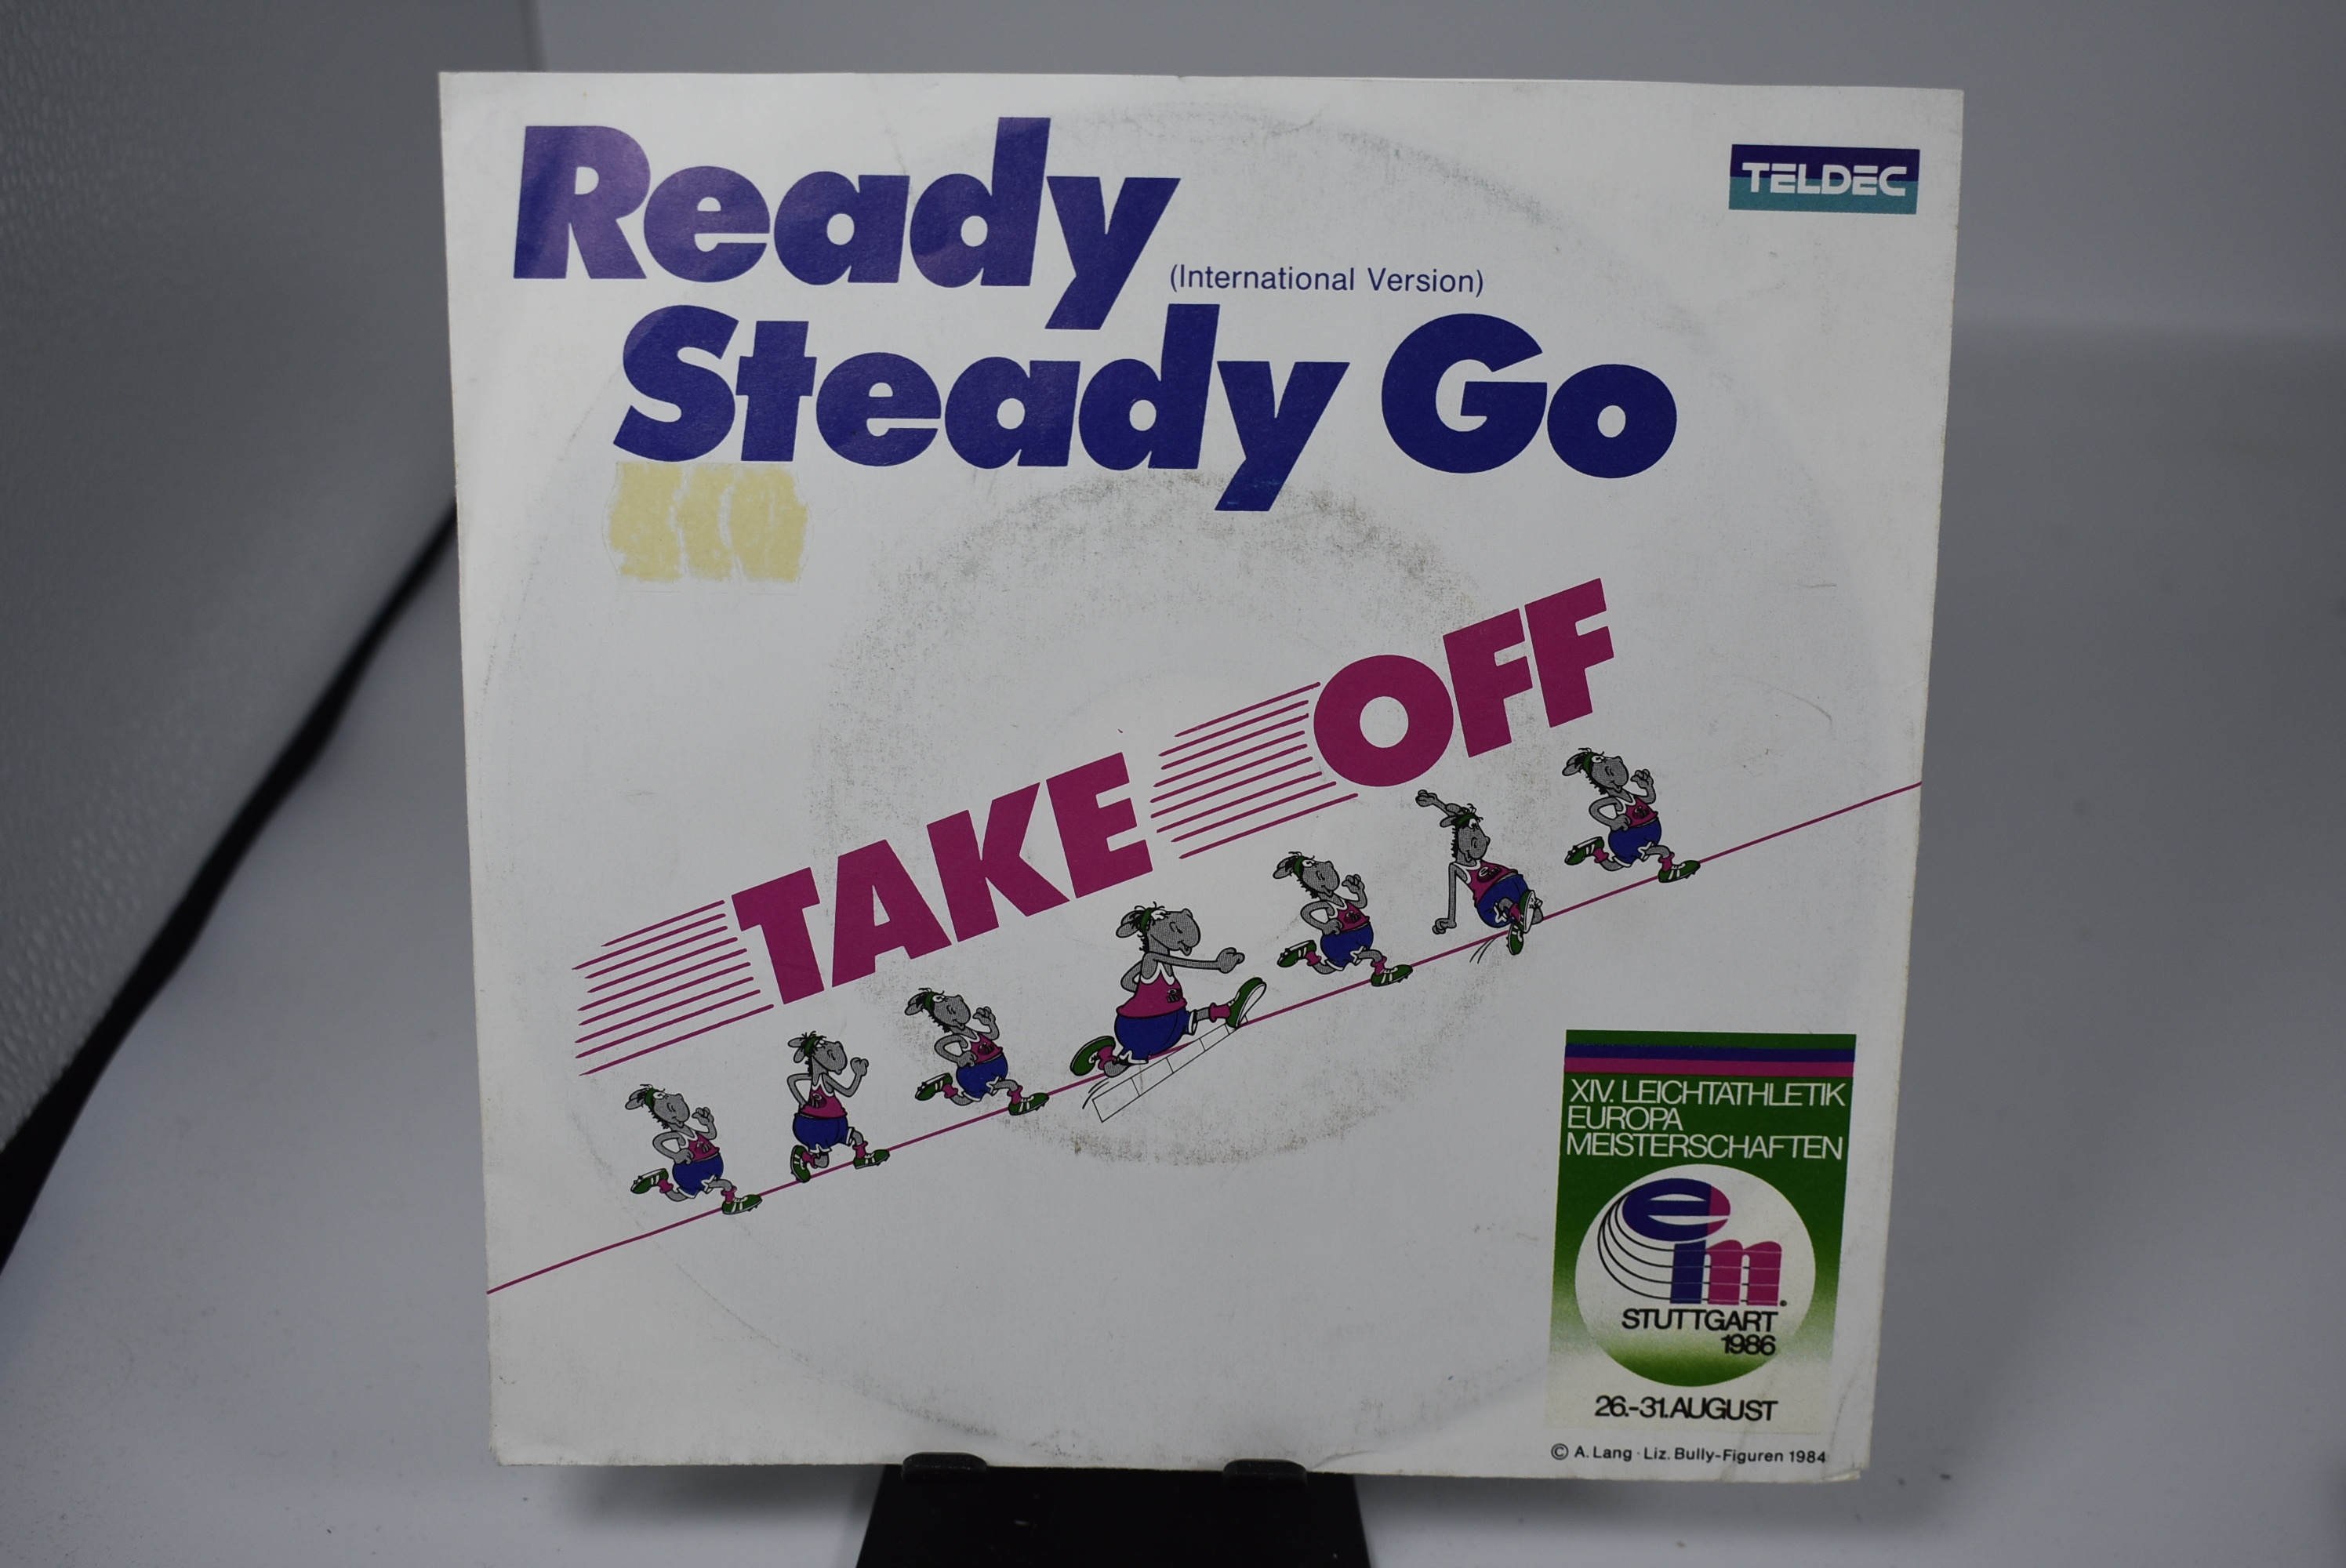 Ready
(International Version)
Steady Go
TELDEC
TAKE OFF
XIV. LEICHTATHLETIK
EUROPA
MEISTERSCHAFTEN
em
STUTTGART
1986
26.-31.AUGUST
© A. Lang · Liz. Bully-Figuren 1984